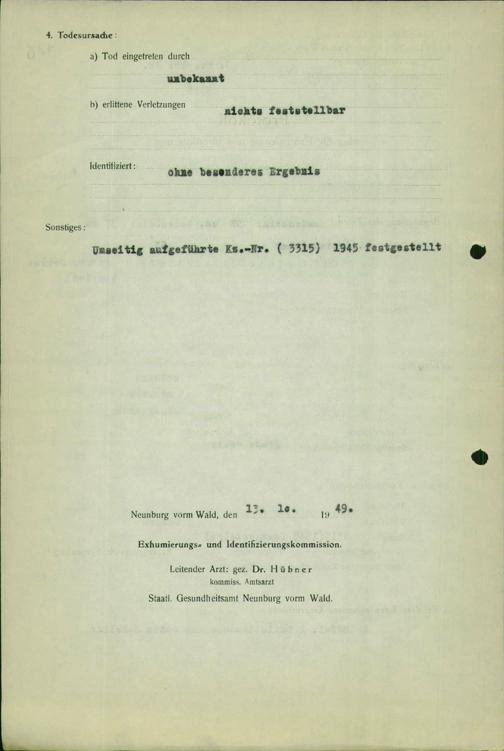 4. Todesursache:
a) Tod eingetreten durch
unbekannt
b) erlittene Verletzungen nichts feststellbar
Identifiziert: ohne besonderes Ergebnis
Sonstiges:
Umseitig aufgeführte Ks.-Nr. ( 3315) 1945 festgestellt
Neunburg vorm Wald, den 13. 10. 19 49.
Exhumierungs- und Identifizierungskommission.
Leitender Arzt: gez. Dr. Hübner
kommiss. Amtsarzt
Staatl. Gesundheitsamt Neunburg vorm Wald.